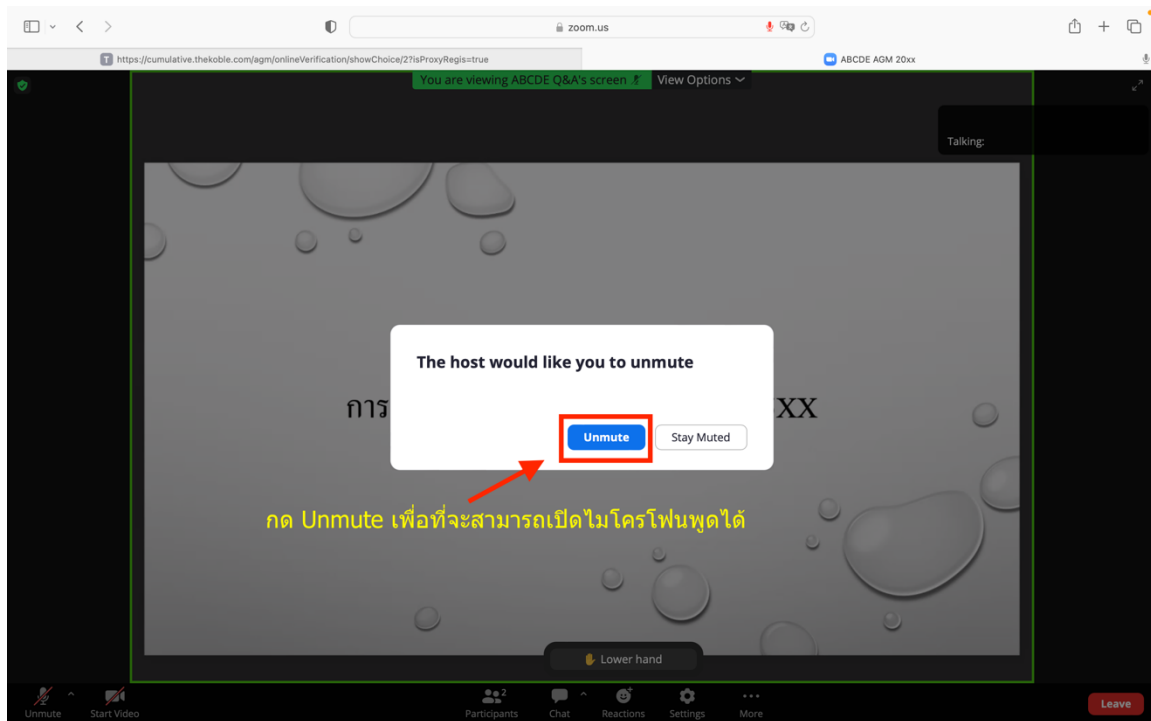 zoom.us
T https://cumulative.thekoble.com/agm/onlineVerification/showChoice/2?isProxyRegis=true
ABCDE AGM 20xx
You are viewing ABCDE Q&A's screen
View Options
Talking:
The host would like you to unmute
การ
XX
Unmute
Stay Muted
กด Unmute เพื่อที่จะสามารถเปิดไมโครโฟนพูดได้
Lower hand
Unmute
Start Video
2
Participants
Chat
Reactions
Settings
More
Leave